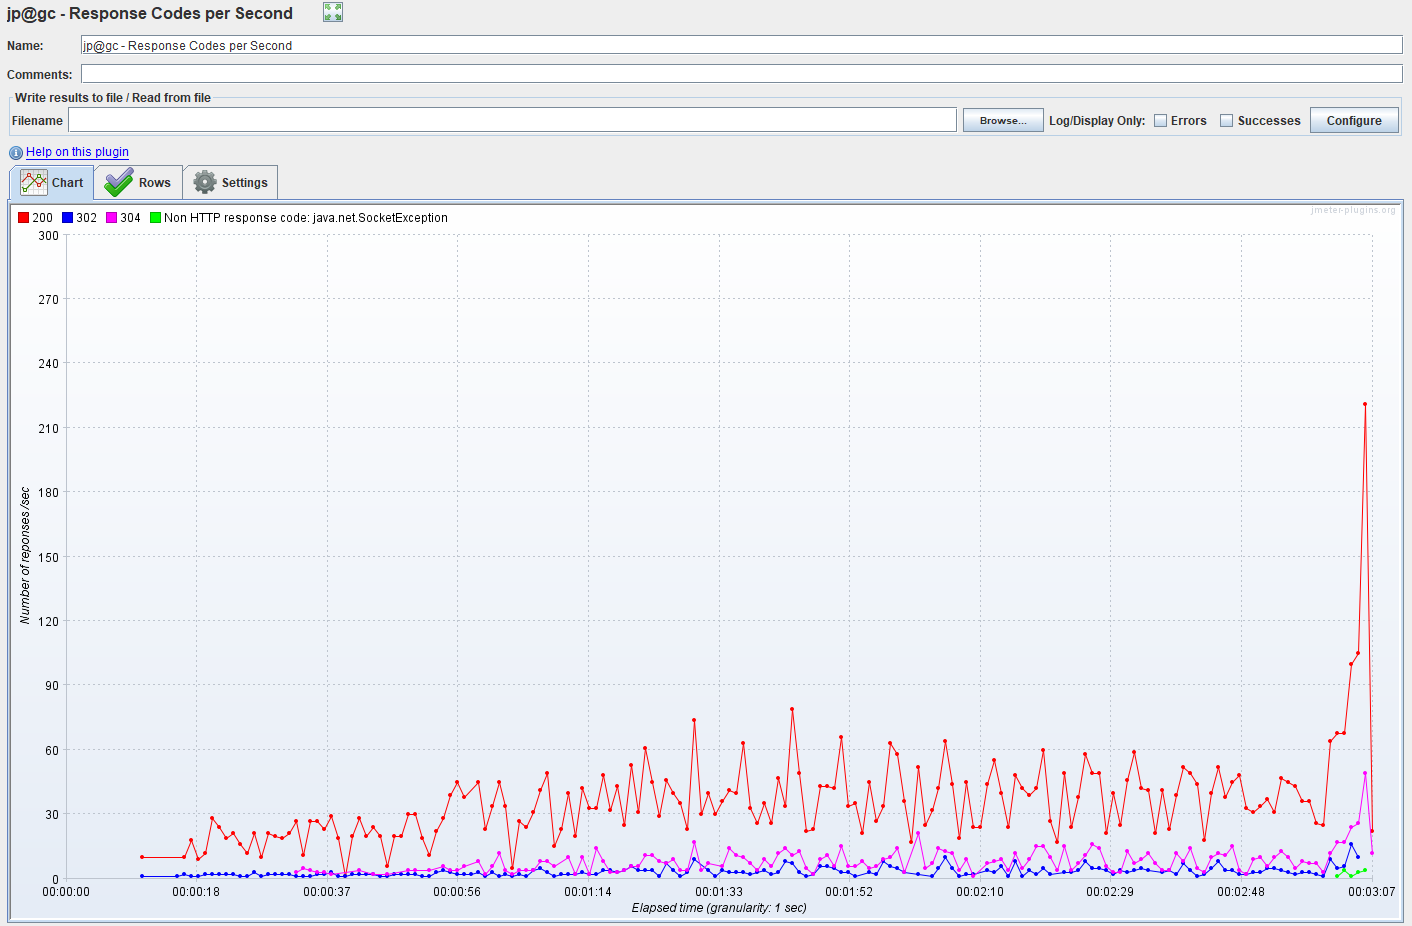 jp@gc - Response Codes per Second
Name: jp@gc - Response Codes per Second
Comments:
Write results to file / Read from file
Filename Browse... Log/Display Only: Errors Successes Configure
Help on this plugin
Chart Rows Settings
200 302 304 Non HTTP response code: java.net.SocketException
jmeter-plugins.org
300
270
240
210
180
150
120
90
60
30
0
Number of reponses /sec
00:00:00 00:00:18 00:00:37 00:00:56 00:01:14 00:01:33 00:01:52 00:02:10 00:02:29 00:02:48 00:03:07
Elapsed time (granularity: 1 sec)